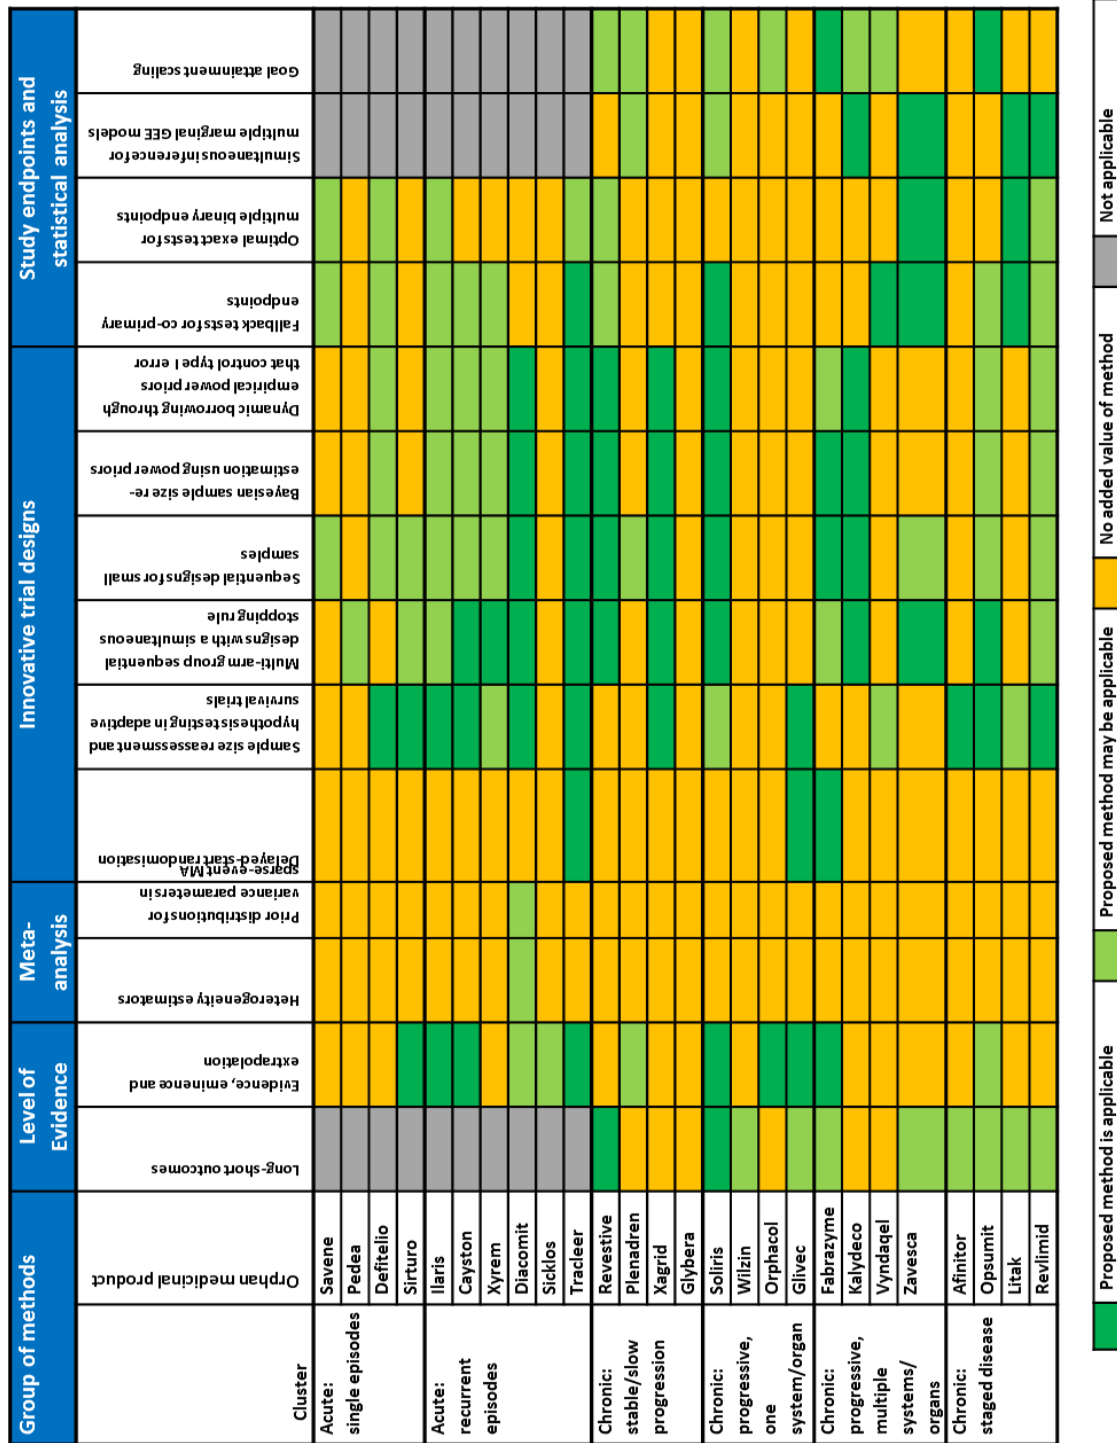 Group of methods
Level of
Evidence
Meta-
analysis
Innovative trial designs
Study endpoints and
statistical analysis
Cluster
Orphan medicinal product
Long-short outcomes
Evidence, eminence and
extrapolation
Heterogeneity estimators
Prior distributions for
variance parameters in
sparse-event MA
Delayed-start randomisation
Sample size reassessment and
hypothesis testing in adaptive
survival trials
Multi-arm group sequential
designs with a simultaneous
stopping rule
Sequential designs for small
samples
Bayesian sample size re-
estimation using power priors
Dynamic borrowing through
empirical power priors
that control type I error
Fallback tests for co-primary
endpoints
Optimal exact tests for
multiple binary endpoints
Simultaneous inference for
multiple marginal GEE models
Goal attainment scaling
Acute:
single episodes
Savene
Pedea
Defitelio
Sirturo
Acute:
recurrent
episodes
Ilaris
Cayston
Xyrem
Diacomit
Sicklos
Tracleer
Chronic:
stable/slow
progression
Revestive
Plenadren
Xagrid
Glybera
Chronic:
progressive,
one
system/organ
Soliris
Wilzin
Orphacol
Glivec
Chronic:
progressive,
multiple
systems/
organs
Fabrazyme
Kalydeco
Vyndaqel
Zavesca
Chronic:
staged disease
Afinitor
Opsumit
Litak
Revlimid
Proposed method is applicable
Proposed method may be applicable
No added value of method
Not applicable